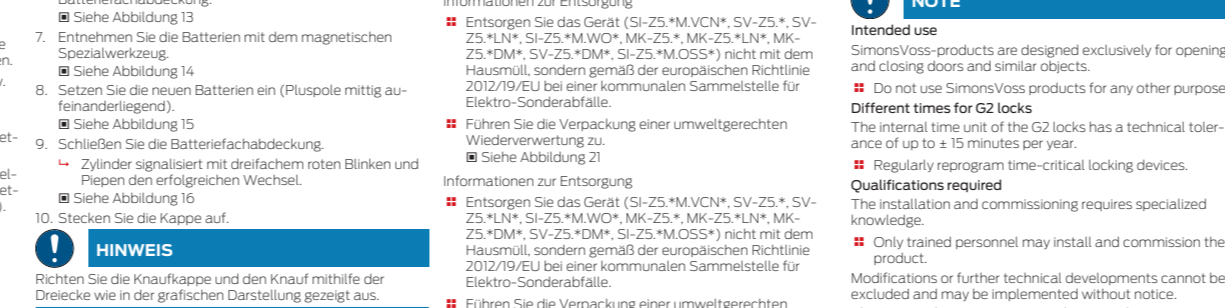 Batteriefachabdeckung.
▣ Siehe Abbildung 13
7. Entnehmen Sie die Batterien mit dem magnetischen
Spezialwerkzeug.
▣ Siehe Abbildung 14
8. Setzen Sie die neuen Batterien ein (Pluspole mittig au-
feinanderliegend).
▣ Siehe Abbildung 15
9. Schließen Sie die Batteriefachabdeckung.
↳ Zylinder signalisiert mit dreifachem roten Blinken und
Piepen den erfolgreichen Wechsel.
▣ Siehe Abbildung 16
10. Stecken Sie die Kappe auf.
HINWEIS
Richten Sie die Knaufkappe und den Knauf mithilfe der
Dreiecke wie in der grafischen Darstellung gezeigt aus.
Informationen zur Entsorgung
Entsorgen Sie das Gerät (SI-Z5.*M.VCN*, SV-Z5.*, SV-
Z5.*LN*, SI-Z5.*M.WO*, MK-Z5.*, MK-Z5.*LN*, MK-
Z5.*DM*, SV-Z5.*DM*, SI-Z5.*M.OSS*) nicht mit dem
Hausmüll, sondern gemäß der europäischen Richtlinie
2012/19/EU bei einer kommunalen Sammelstelle für
Elektro-Sonderabfälle.
Führen Sie die Verpackung einer umweltgerechten
Wiederverwertung zu.
▣ Siehe Abbildung 21
Informationen zur Entsorgung
Entsorgen Sie das Gerät (SI-Z5.*M.VCN*, SV-Z5.*, SV-
Z5.*LN*, SI-Z5.*M.WO*, MK-Z5.*, MK-Z5.*LN*, MK-
Z5.*DM*, SV-Z5.*DM*, SI-Z5.*M.OSS*) nicht mit dem
Hausmüll, sondern gemäß der europäischen Richtlinie
2012/19/EU bei einer kommunalen Sammelstelle für
Elektro-Sonderabfälle.
Führen Sie die Verpackung einer umweltgerechten
NOTE
Intended use
SimonsVoss-products are designed exclusively for opening
and closing doors and similar objects.
Do not use SimonsVoss products for any other purpose
Different times for G2 locks
The internal time unit of the G2 locks has a technical toler-
ance of up to ± 15 minutes per year.
Regularly reprogram time-critical locking devices.
Qualifications required
The installation and commissioning requires specialized
knowledge.
Only trained personnel may install and commission the
product.
Modifications or further technical developments cannot be
excluded and may be implemented without notice.